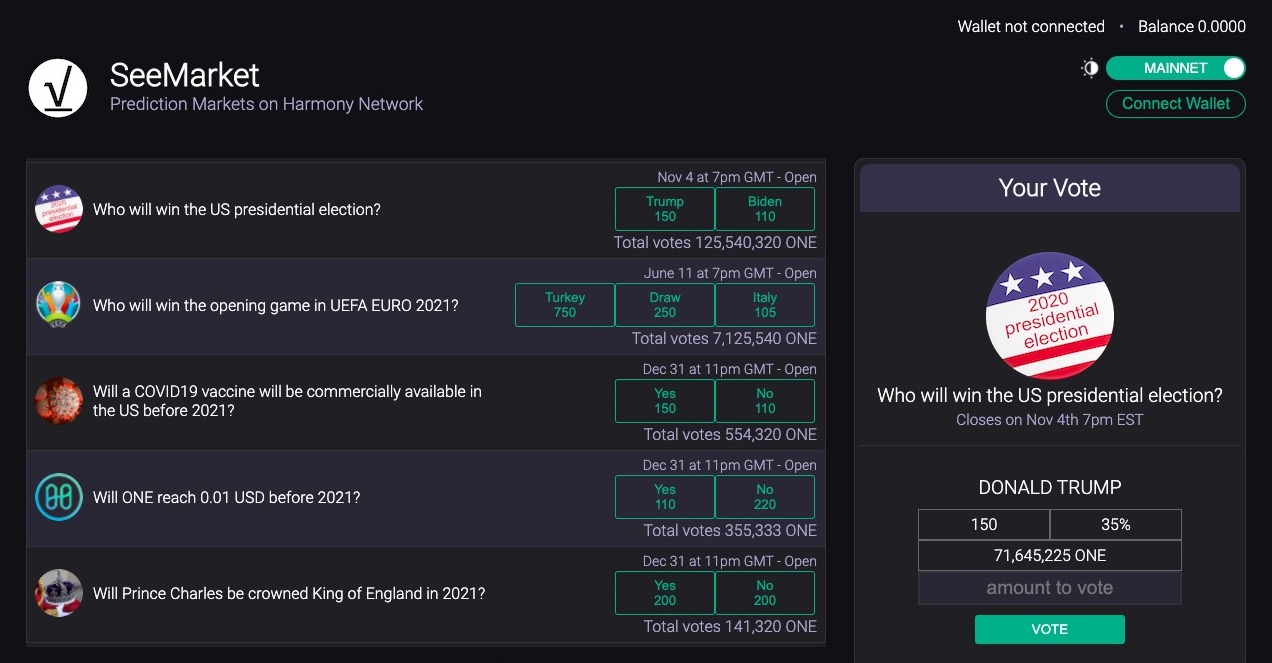 Wallet not connected • Balance 0.0000
SeeMarket
Prediction Markets on Harmony Network
MAINNET
Connect Wallet
Nov 4 at 7pm GMT - Open
2020
presidential
election
Who will win the US presidential election?
Trump
150
Biden
110
Total votes 125,540,320 ONE
June 11 at 7pm GMT - Open
Who will win the opening game in UEFA EURO 2021?
Turkey
750
Draw
250
Italy
105
Total votes 7,125,540 ONE
Dec 31 at 11pm GMT - Open
Will a COVID19 vaccine will be commercially available in
the US before 2021?
Yes
150
No
110
Total votes 554,320 ONE
Dec 31 at 11pm GMT - Open
Will ONE reach 0.01 USD before 2021?
Yes
110
No
220
Total votes 355,333 ONE
Dec 31 at 11pm GMT - Open
Will Prince Charles be crowned King of England in 2021?
Yes
200
No
200
Total votes 141,320 ONE
Your Vote
2020
presidential
election
Who will win the US presidential election?
Closes on Nov 4th 7pm EST
DONALD TRUMP
150
35%
71,645,225 ONE
amount to vote
VOTE